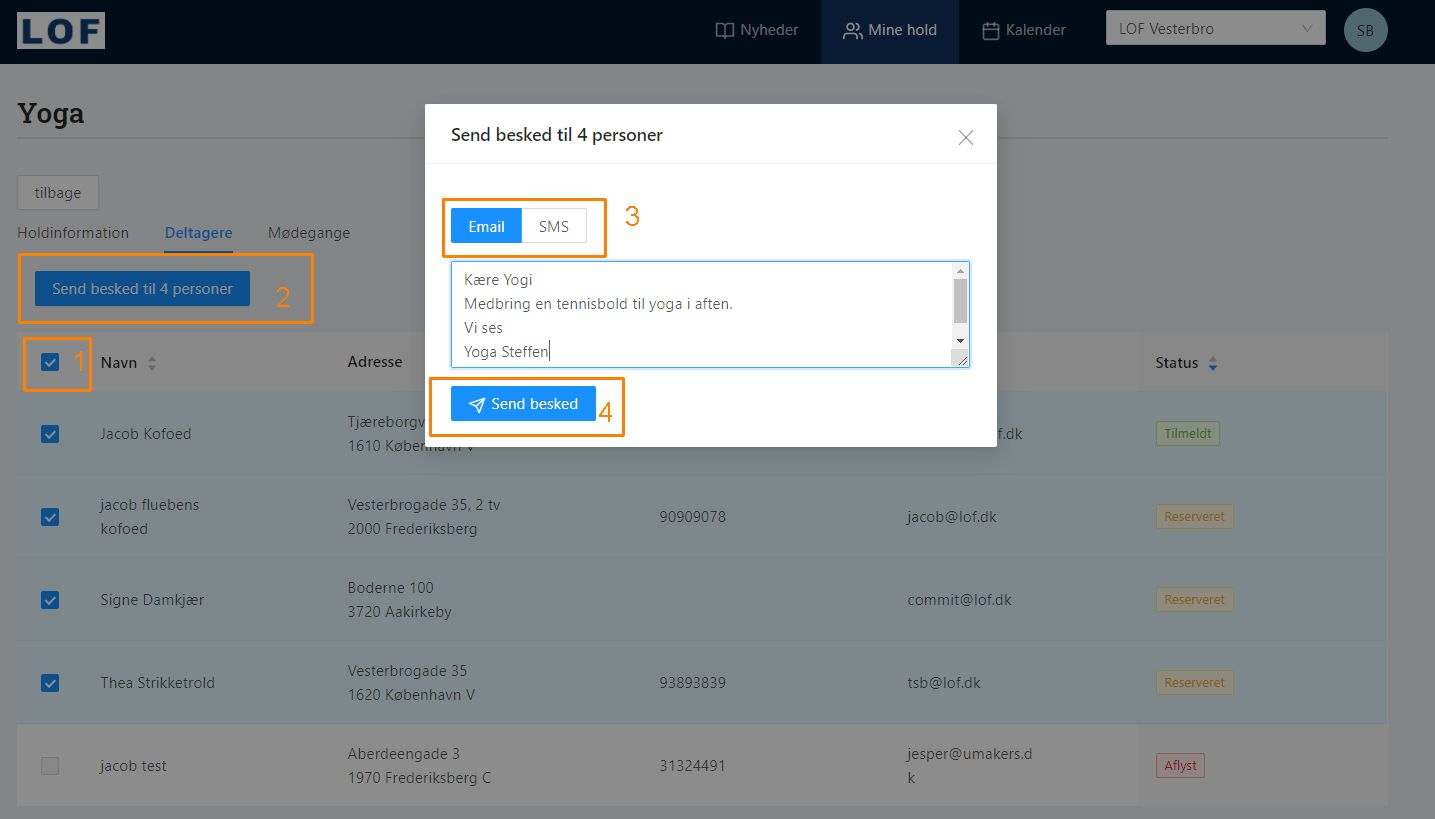 LOF
Nyheder
Mine hold
Kalender
LOF Vesterbro
SB
Yoga
tilbage
Holdinformation
Deltagere
Mødegange
Send besked til 4 personer
2
1
Navn
Adresse
Status
Send besked til 4 personer
3
Email
SMS
Kære Yogi
Medbring en tennisbold til yoga i aften.
Vi ses
Yoga Steffen
Send besked
4
Jacob Kofoed
Tjæreborgv
1610 København V
f.dk
Tilmeldt
jacob fluebens
kofoed
Vesterbrogade 35, 2 tv
2000 Frederiksberg
90909078
jacob@lof.dk
Reserveret
Signe Damkjær
Boderne 100
3720 Aakirkeby
commit@lof.dk
Reserveret
Thea Strikketrold
Vesterbrogade 35
1620 København V
93893839
tsb@lof.dk
Reserveret
jacob test
Aberdeengade 3
1970 Frederiksberg C
31324491
jesper@umakers.d
k
Aflyst